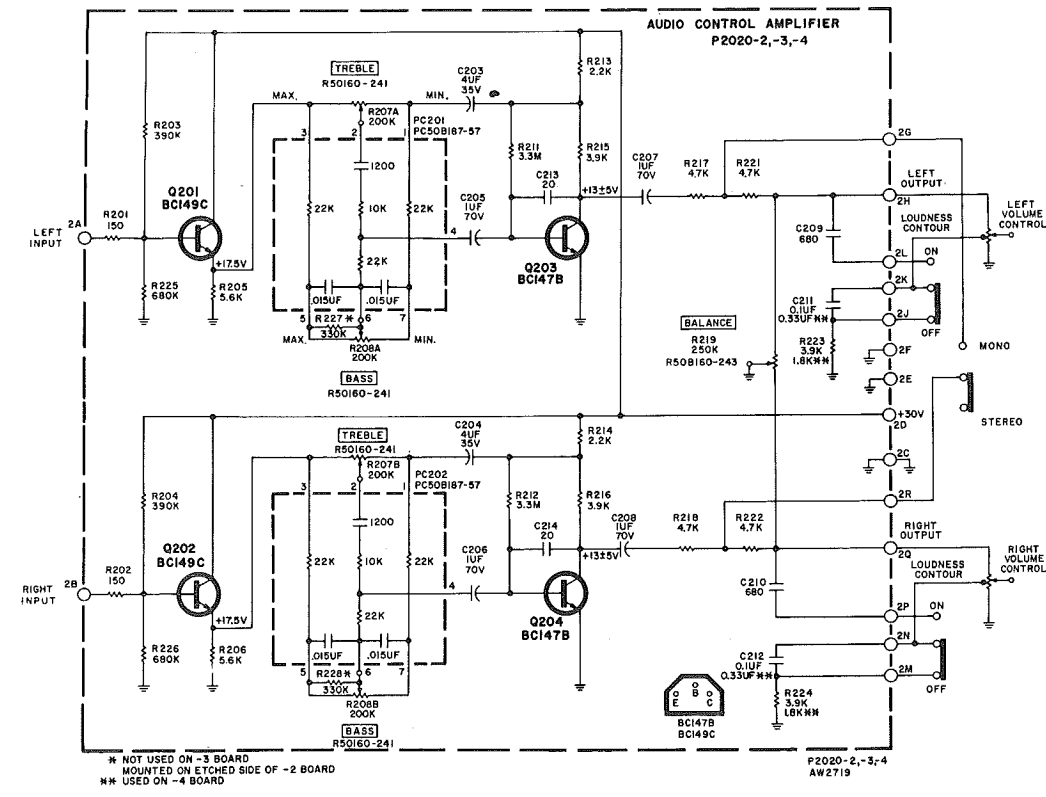 AUDIO CONTROL AMPLIFIER
P2020-2,-3,-4
TREBLE
R50160-241
MAX.
MIN.
R207A
200K
C203
4UF
35V
R213
2.2K
R203
390K
3
2
1
PC201
PC50B187-57
1200
R211
3.3M
R215
3.9K
C213
20
C207
1UF
70V
R217
4.7K
R221
4.7K
2G
Q201
BC149C
+13±5V
LEFT
OUTPUT
2H
LEFT
VOLUME
CONTROL
R201
150
2A
LEFT
INPUT
22K
10K
22K
C205
1UF
70V
4
LOUDNESS
CONTOUR
C209
680
2L
ON
+17.5V
22K
Q203
BC147B
R225
680K
R205
5.6K
.015UF
.015UF
2K
C211
0.1UF
0.33UF**
2J
OFF
5
R227 *
330K
6
7
MAX.
MIN.
R208A
200K
BASS
R50160-241
BALANCE
R219
250K
R50B160-243
R223
3.9K
1.8K**
2F
MONO
2E
+30V
2D
STEREO
TREBLE
R50160-241
R207B
200K
C204
4UF
35V
R214
2.2K
2C
R204
390K
3
2
1
PC202
PC50B187-57
1200
R212
3.3M
R216
3.9K
C214
20
C208
1UF
70V
R218
4.7K
R222
4.7K
2R
Q202
BC149C
+13±5V
RIGHT
OUTPUT
2Q
RIGHT
VOLUME
CONTROL
R202
150
2B
RIGHT
INPUT
22K
10K
22K
C206
1UF
70V
4
LOUDNESS
CONTOUR
C210
680
2P
ON
+17.5V
22K
Q204
BC147B
R226
680K
R206
5.6K
.015UF
.015UF
2N
C212
0.1UF
0.33UF**
2M
OFF
5
R228*
330K
6
7
R208B
200K
BASS
R50160-241
E
B
C
BC147B
BC149C
R224
3.9K
1.8K**
* NOT USED ON -3 BOARD
MOUNTED ON ETCHED SIDE OF -2 BOARD
** USED ON -4 BOARD
P2020-2,-3,-4
AW2719